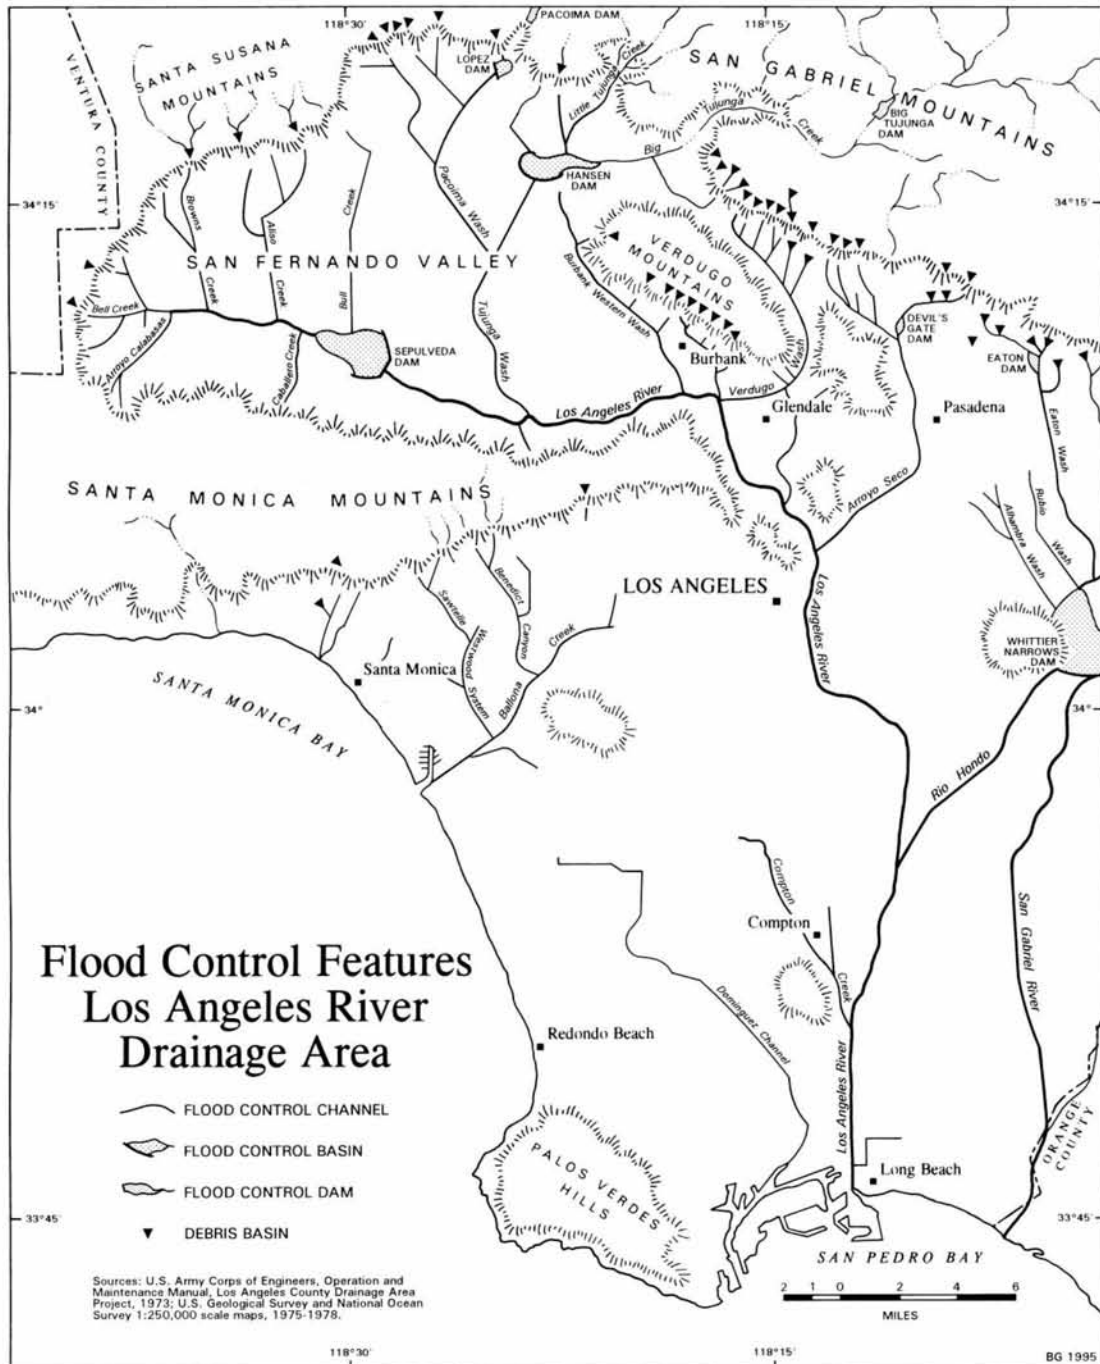 118°30'
118°15'
PACOIMA DAM
VENTURA COUNTY
SANTA SUSANA
MOUNTAINS
LOPEZ
DAM
Little Tujunga Creek
SAN GABRIEL MOUNTAINS
Big Tujunga Creek
BIG
TUJUNGA
DAM
HANSEN
DAM
34°15'
34°15'
Browns
Creek
Aliso
Creek
Bull
Creek
Pacoima Wash
SAN FERNANDO VALLEY
VERDUGO
MOUNTAINS
Burbank Western Wash
Bell Creek
Arroyo Calabasas
Caballero Creek
SEPULVEDA
DAM
Tujunga
Wash
Burbank
Verdugo
Wash
DEVIL'S
GATE
DAM
EATON
DAM
Los Angeles River
Glendale
Pasadena
Eaton Wash
SANTA MONICA MOUNTAINS
Arroyo Seco
Alhambra Wash
Rubio
Wash
LOS ANGELES
Los Angeles River
Sawtelle
Westwood
System
Benedict
Canyon
Ballona
Creek
WHITTIER
NARROWS
DAM
Santa Monica
SANTA MONICA BAY
34°
34°
Rio Hondo
Compton
Creek
Compton
San Gabriel River
Dominguez Channel
Flood Control Features
Los Angeles River
Drainage Area
Redondo Beach
Los Angeles River
FLOOD CONTROL CHANNEL
FLOOD CONTROL BASIN
FLOOD CONTROL DAM
DEBRIS BASIN
PALOS VERDES
HILLS
Long Beach
ORANGE
COUNTY
33°45'
33°45'
SAN PEDRO BAY
Sources: U.S. Army Corps of Engineers, Operation and
Maintenance Manual, Los Angeles County Drainage Area
Project, 1973; U.S. Geological Survey and National Ocean
Survey 1:250,000 scale maps, 1975-1978.
2 1 0 2 4 6
MILES
118°30'
118°15'
BG 1995